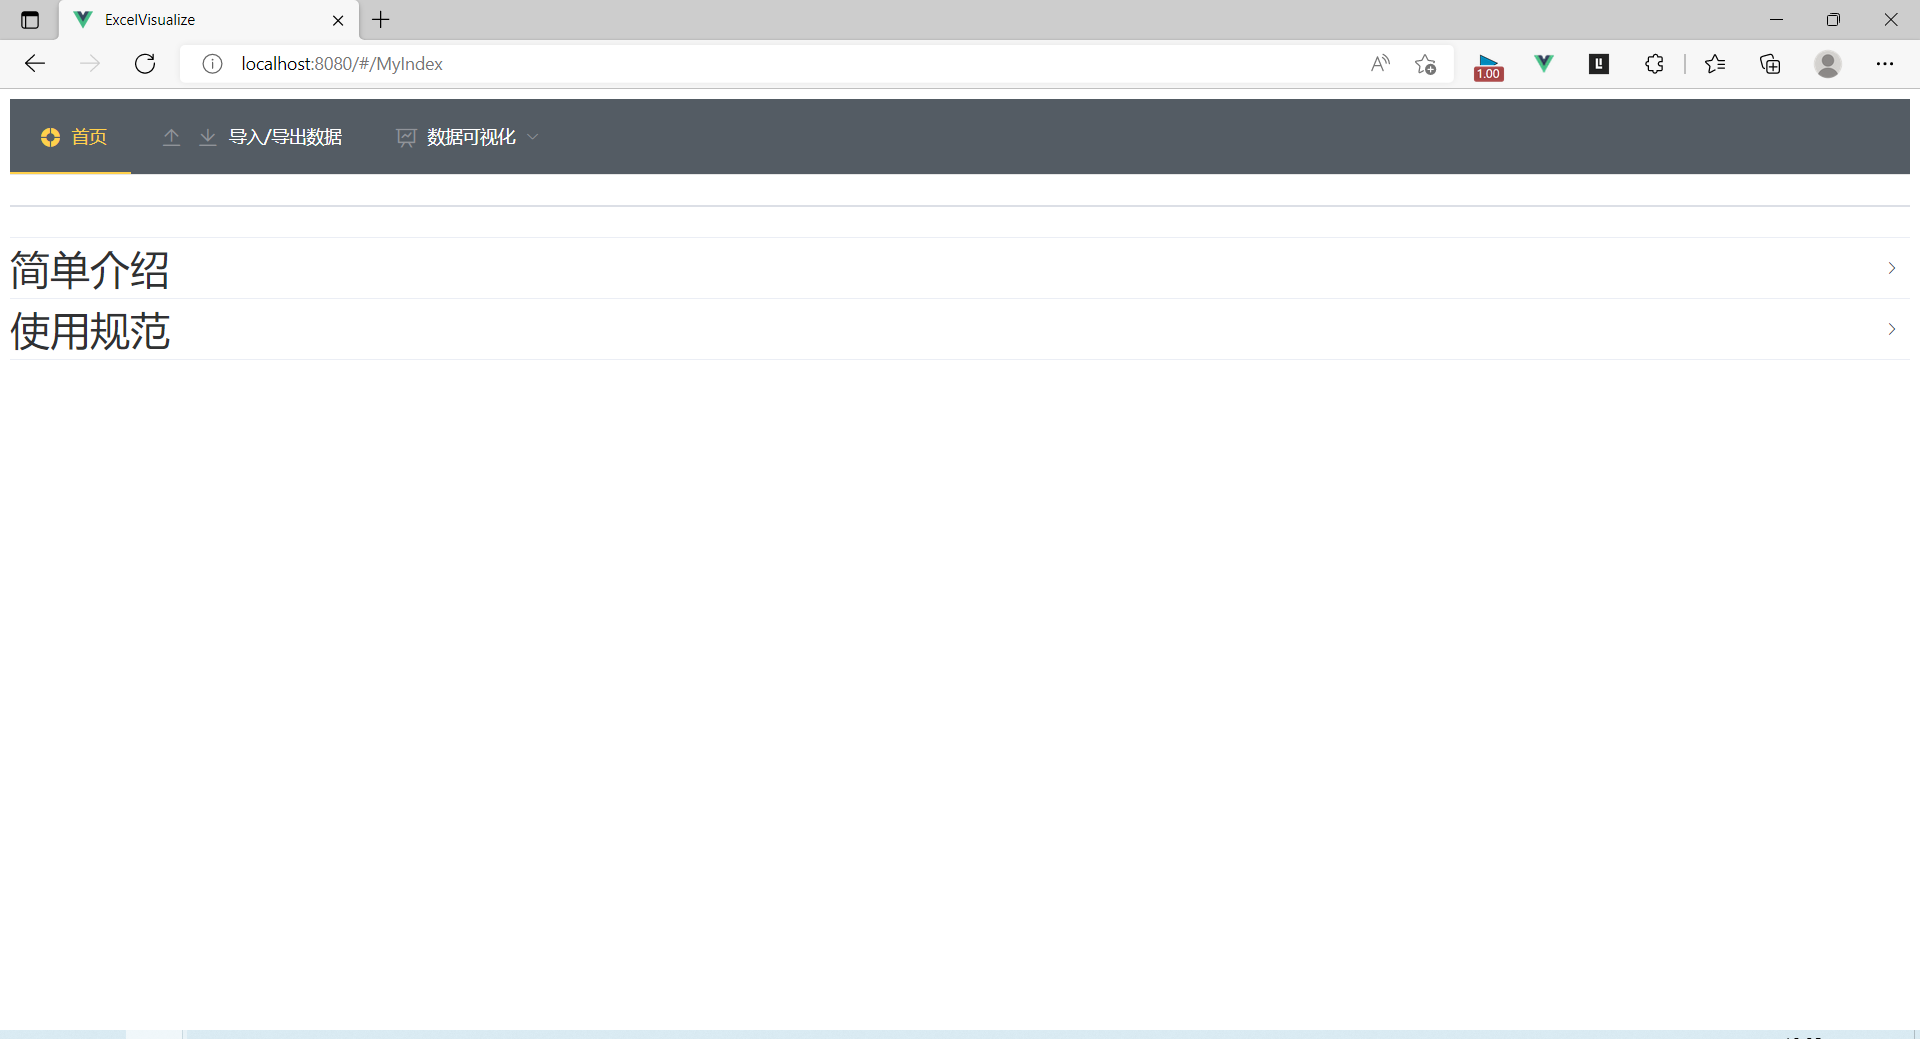 ExcelVisualize
localhost:8080/#/MyIndex
1.00
首页 导入/导出数据 数据可视化
简单介绍
使用规范